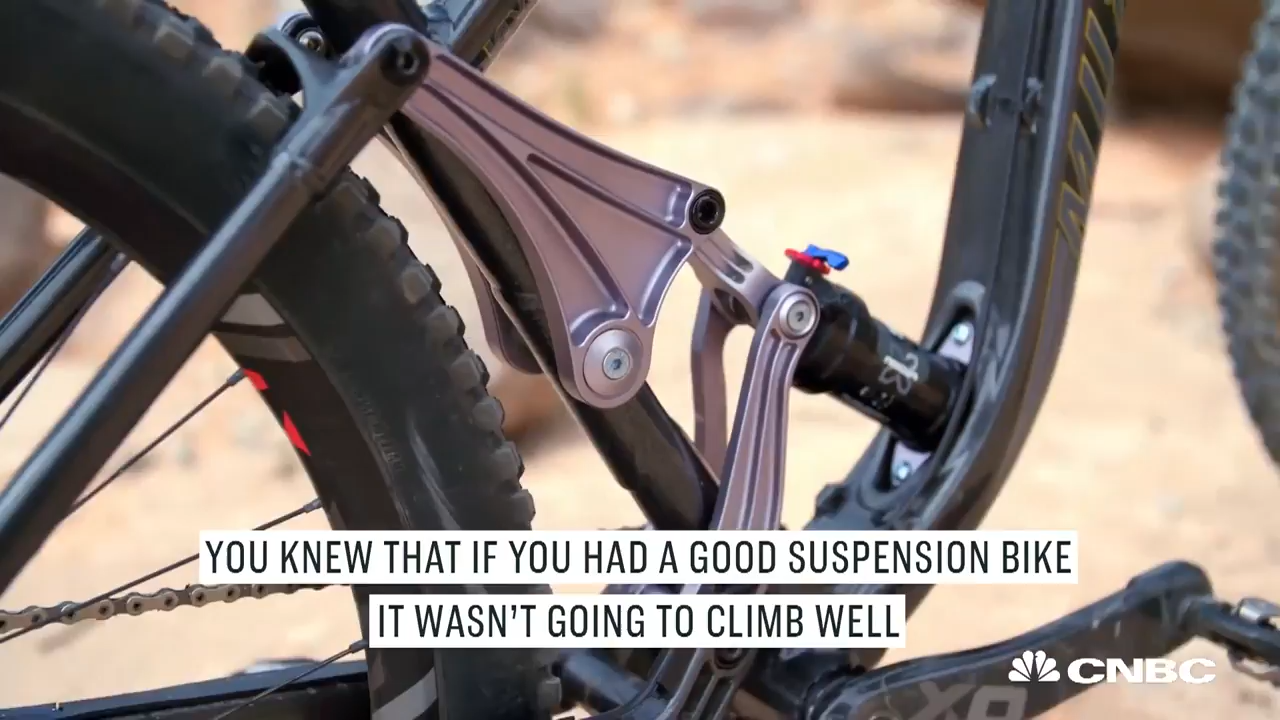 YOU KNEW THAT IF YOU HAD A GOOD SUSPENSION BIKE
IT WASN'T GOING TO CLIMB WELL
CNBC